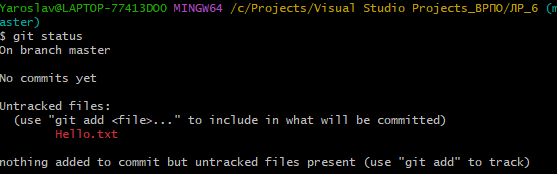 Yaroslav@LAPTOP-77413DOO MINGW64 /c/Projects/Visual Studio Projects_ВРПО/ЛР_6 (m
aster)
$ git status
On branch master
No commits yet
Untracked files:
(use "git add <file>..." to include in what will be committed)
Hello.txt
nothing added to commit but untracked files present (use "git add" to track)